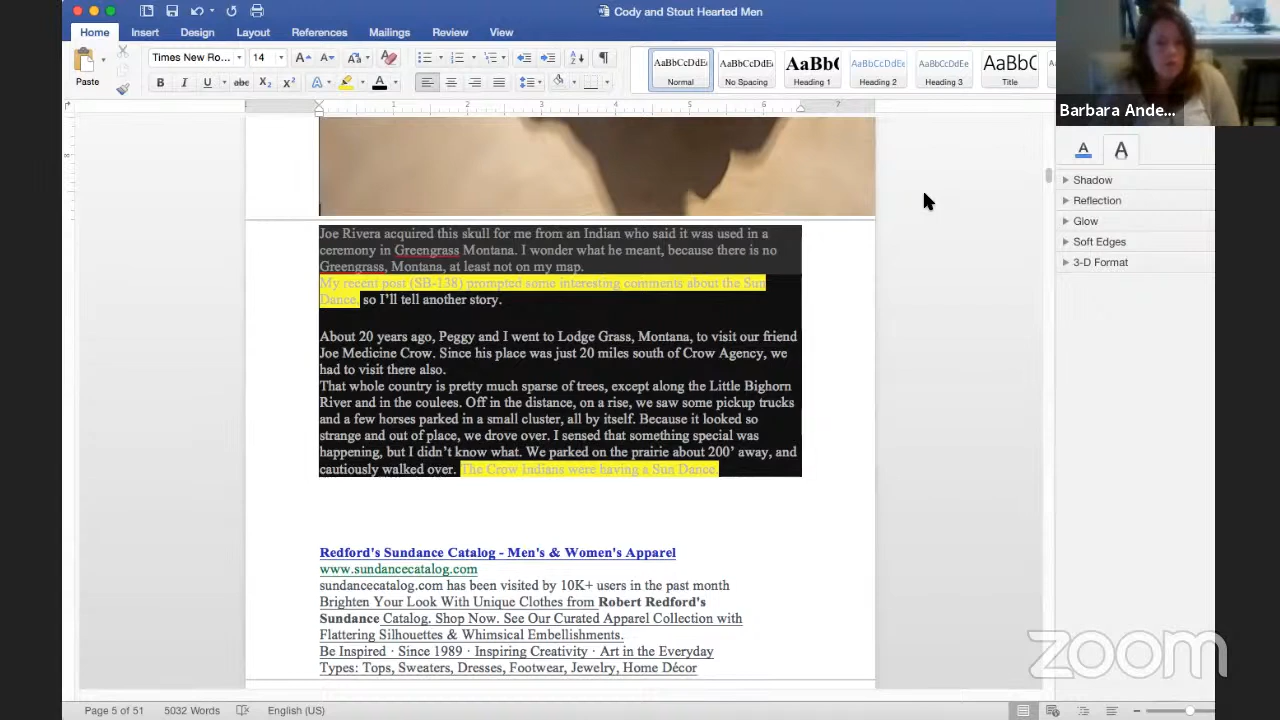 Cody and Stout Hearted Men
Home Insert Design Layout References Mailings Review View
Paste
Times New Ro... 14
AaBbCcDdEe AaBbCcDdEe AaBb( AaBbCcDdEe AaBbCcDdEe AaBbCcDd
Normal No Spacing Heading 1 Heading 2 Heading 3 Title
Barbara Ande...
1 2 3 4 5 6 7
Shadow
Reflection
Glow
Soft Edges
3-D Format
Joe Rivera acquired this skull for me from an Indian who said it was used in a
ceremony in Greengrass Montana. I wonder what he meant, because there is no
Greengrass, Montana, at least not on my map.
My recent post (SB-138) prompted some interesting comments about the Sun
Dance, so I'll tell another story.
About 20 years ago, Peggy and I went to Lodge Grass, Montana, to visit our friend
Joe Medicine Crow. Since his place was just 20 miles south of Crow Agency, we
had to visit there also.
That whole country is pretty much sparse of trees, except along the Little Bighorn
River and in the coulees. Off in the distance, on a rise, we saw some pickup trucks
and a few horses parked in a small cluster, all by itself. Because it looked so
strange and out of place, we drove over. I sensed that something special was
happening, but I didn't know what. We parked on the prairie about 200' away, and
cautiously walked over. The Crow Indians were having a Sun Dance.
Redford's Sundance Catalog - Men's & Women's Apparel
www.sundancecatalog.com
sundancecatalog.com has been visited by 10K+ users in the past month
Brighten Your Look With Unique Clothes from Robert Redford's
Sundance Catalog. Shop Now. See Our Curated Apparel Collection with
Flattering Silhouettes & Whimsical Embellishments.
Be Inspired · Since 1989 · Inspiring Creativity · Art in the Everyday
Types: Tops, Sweaters, Dresses, Footwear, Jewelry, Home Décor
zoom
Page 5 of 51 5032 Words English (US)